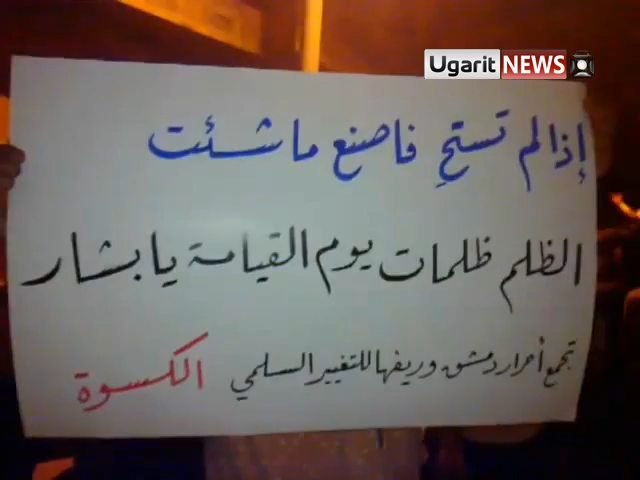 Ugarit NEWS
إذا لم تستحِ فاصنع ما شئت
الظلم ظلمات يوم القيامة يا بشار
تجمع أحرار دمشق وريفها للتغيير السلمي الكسوة